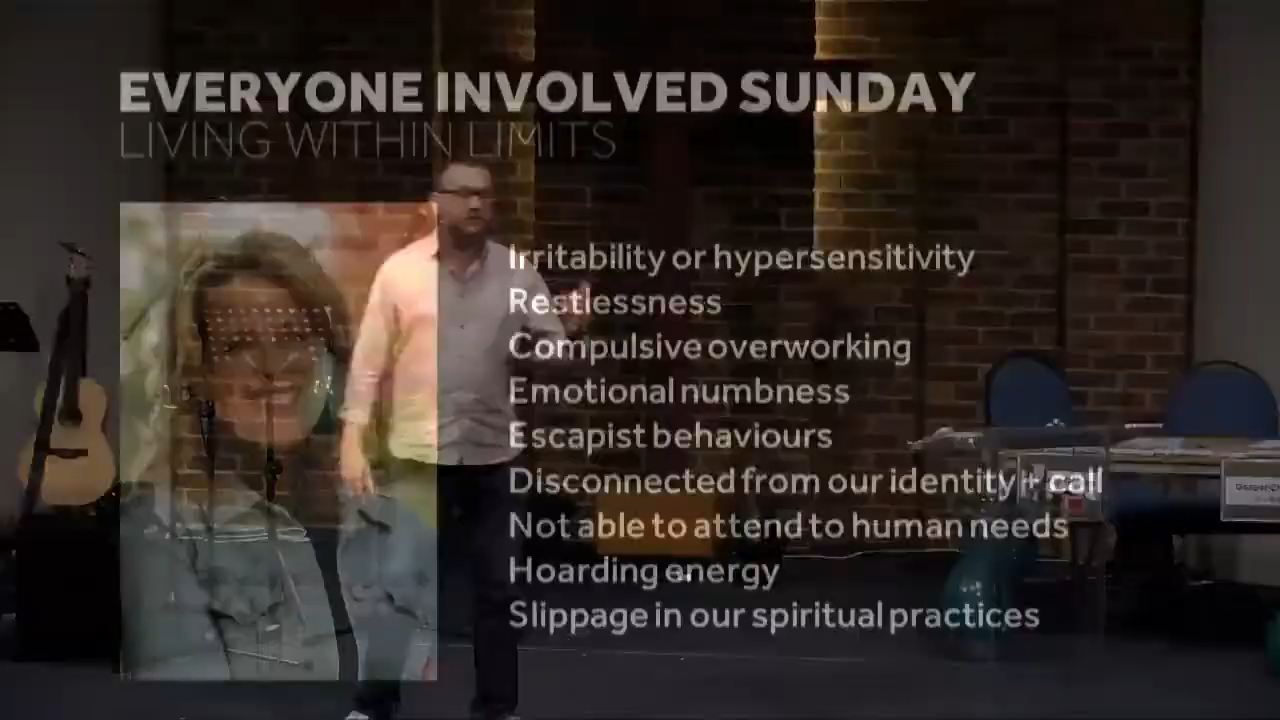 EVERYONE INVOLVED SUNDAY
LIVING WITHIN LIMITS
Irritability or hypersensitivity
Restlessness
Compulsive overworking
Emotional numbness
Escapist behaviours
Disconnected from our identity + call
Not able to attend to human needs
Hoarding energy
Slippage in our spiritual practices